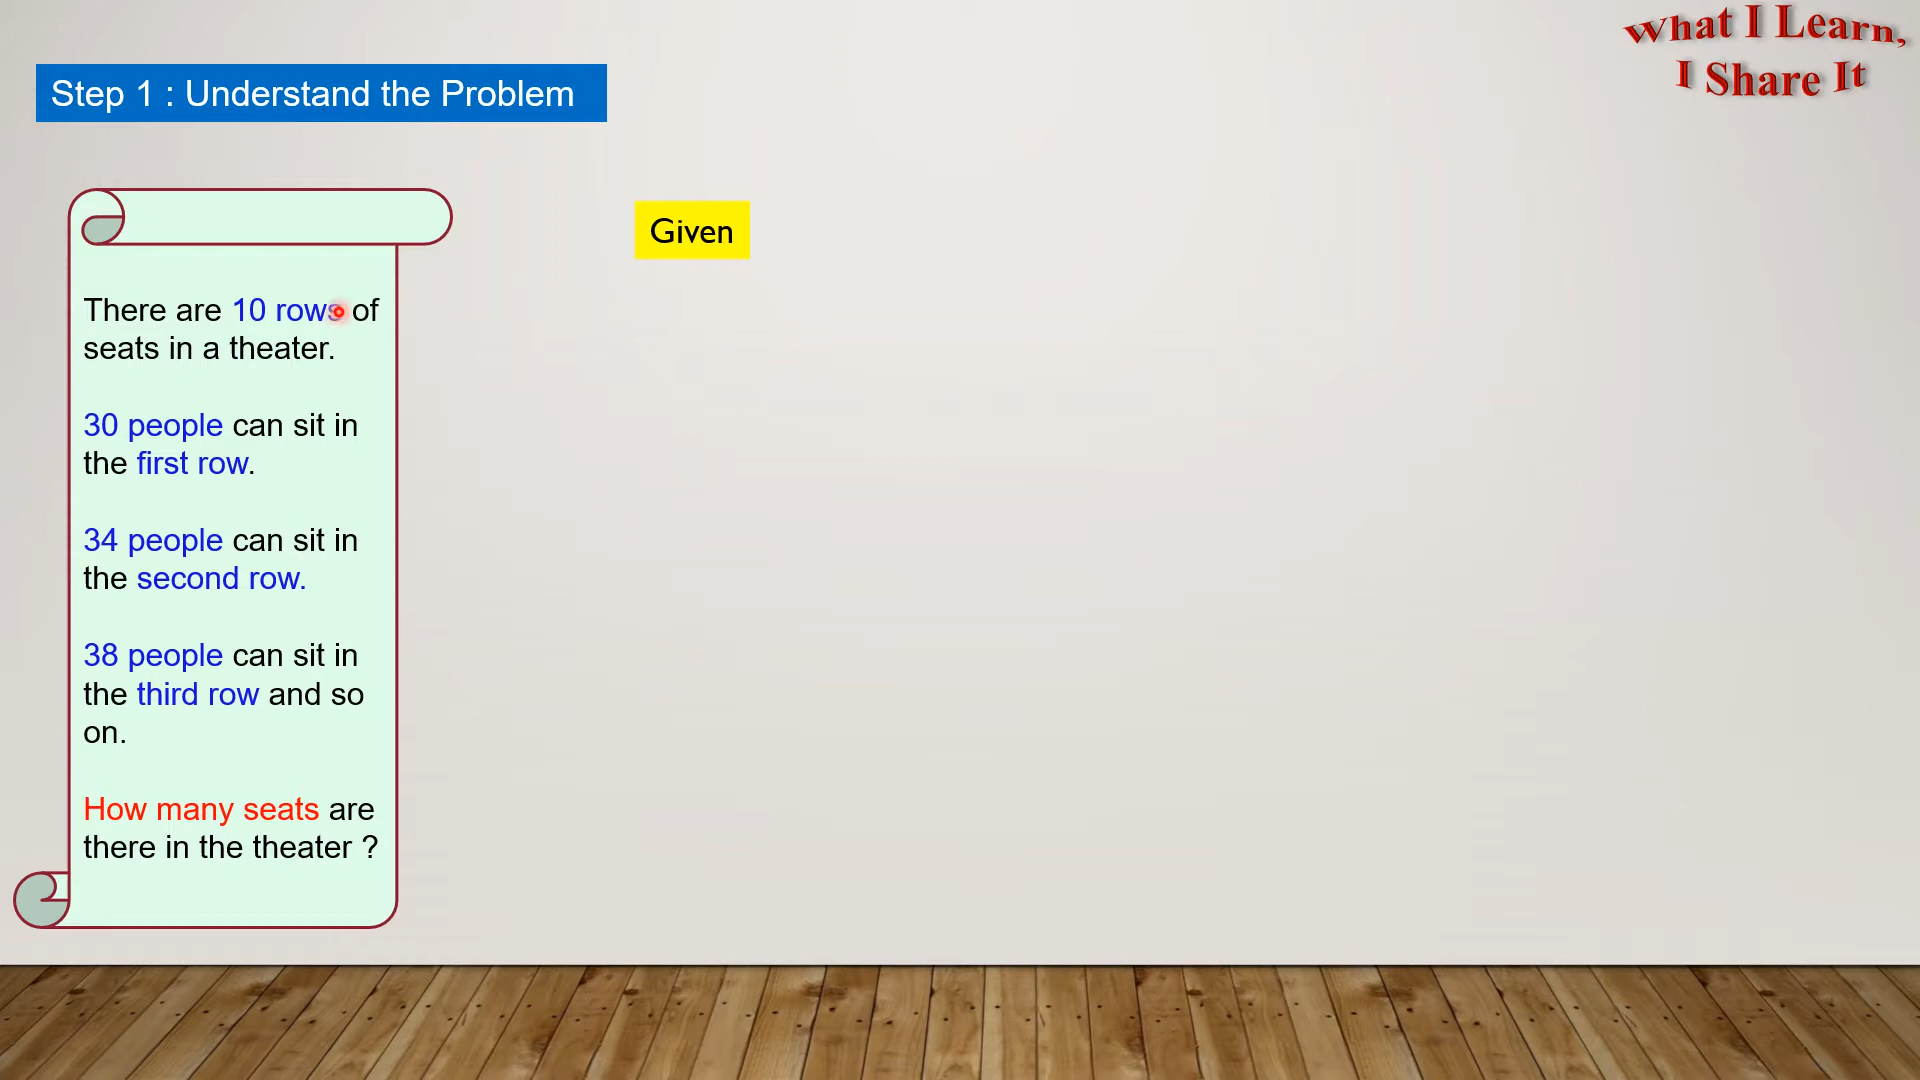 What I Learn,
I Share It
Step 1 : Understand the Problem
Given
There are 10 rows of
seats in a theater.
30 people can sit in
the first row.
34 people can sit in
the second row.
38 people can sit in
the third row and so
on.
How many seats are
there in the theater ?